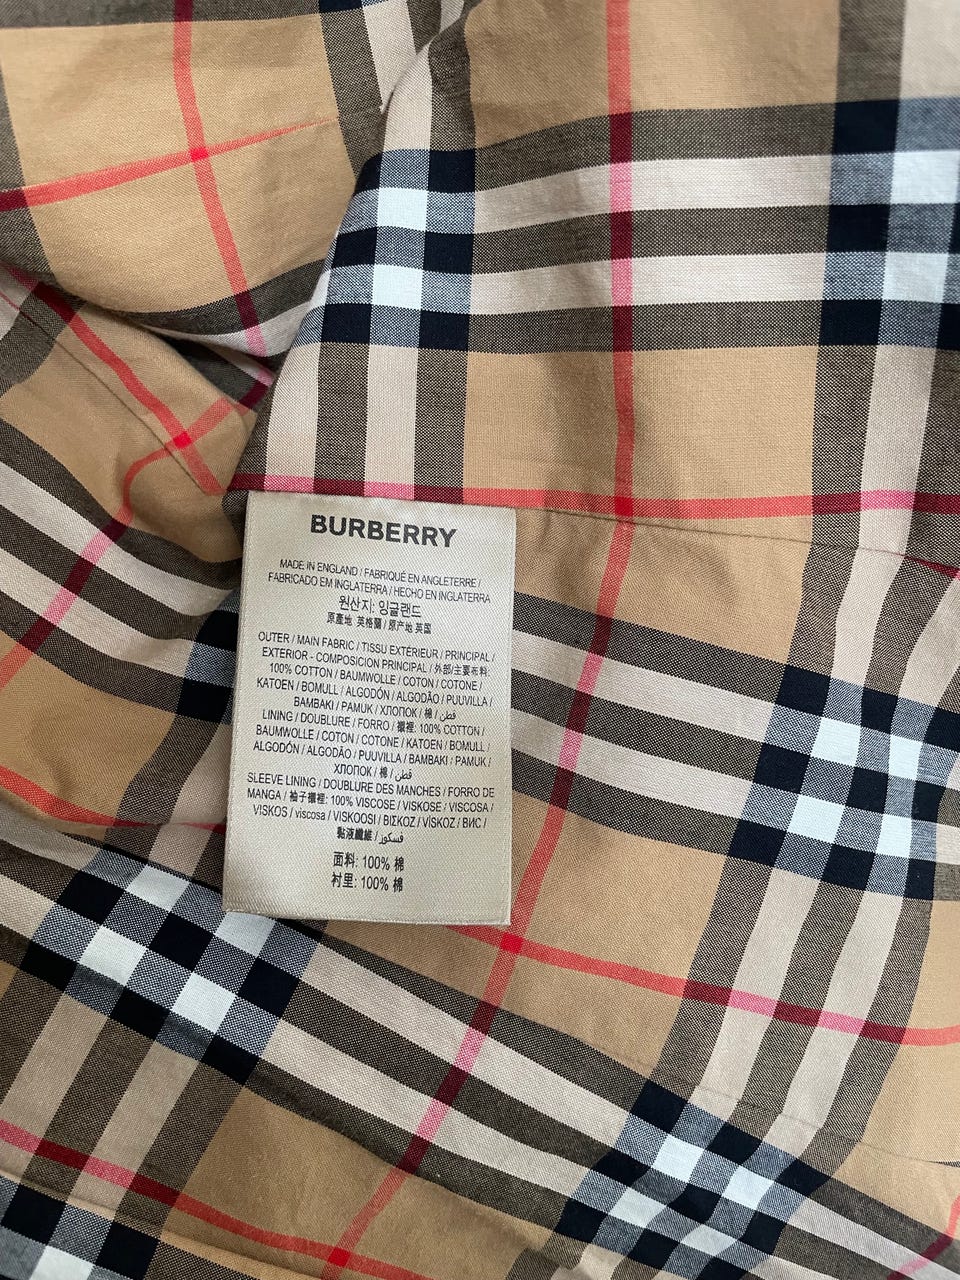 BURBERRY
MADE IN ENGLAND / FABRIQUÉ EN ANGLETERRE /
FABRICADO EM INGLATERRA / HECHO EN INGLATERRA
원산지: 잉글랜드
原產地 英格蘭 / 原产地 英国
OUTER / MAIN FABRIC / TISSU EXTÉRIEUR / PRINCIPAL /
EXTERIOR - COMPOSICION PRINCIPAL / 外部/主要布料:
100% COTTON / BAUMWOLLE / COTON / COTONE /
KATOEN / BOMULL / ALGODÓN / ALGODÃO / PUUVILLA /
BAMBAKI / PAMUK / ХЛОПОК / 棉 / قطن
LINING / DOUBLURE / FORRO / 襯裡: 100% COTTON /
BAUMWOLLE / COTON / COTONE / KATOEN / BOMULL /
ALGODÓN / ALGODÃO / PUUVILLA / BAMBAKI / PAMUK /
ХЛОПОК / 棉 / قطن
SLEEVE LINING / DOUBLURE DES MANCHES / FORRO DE
MANGA / 袖子襯裡: 100% VISCOSE / VISKOSE / VISCOSA /
VISKOS / viscosa / VISKOOSI / ΒΙΣΚΟΖ / VİSKOZ / ВИС /
黏液纖維 / فسكوز
面料: 100% 棉
衬里: 100% 棉